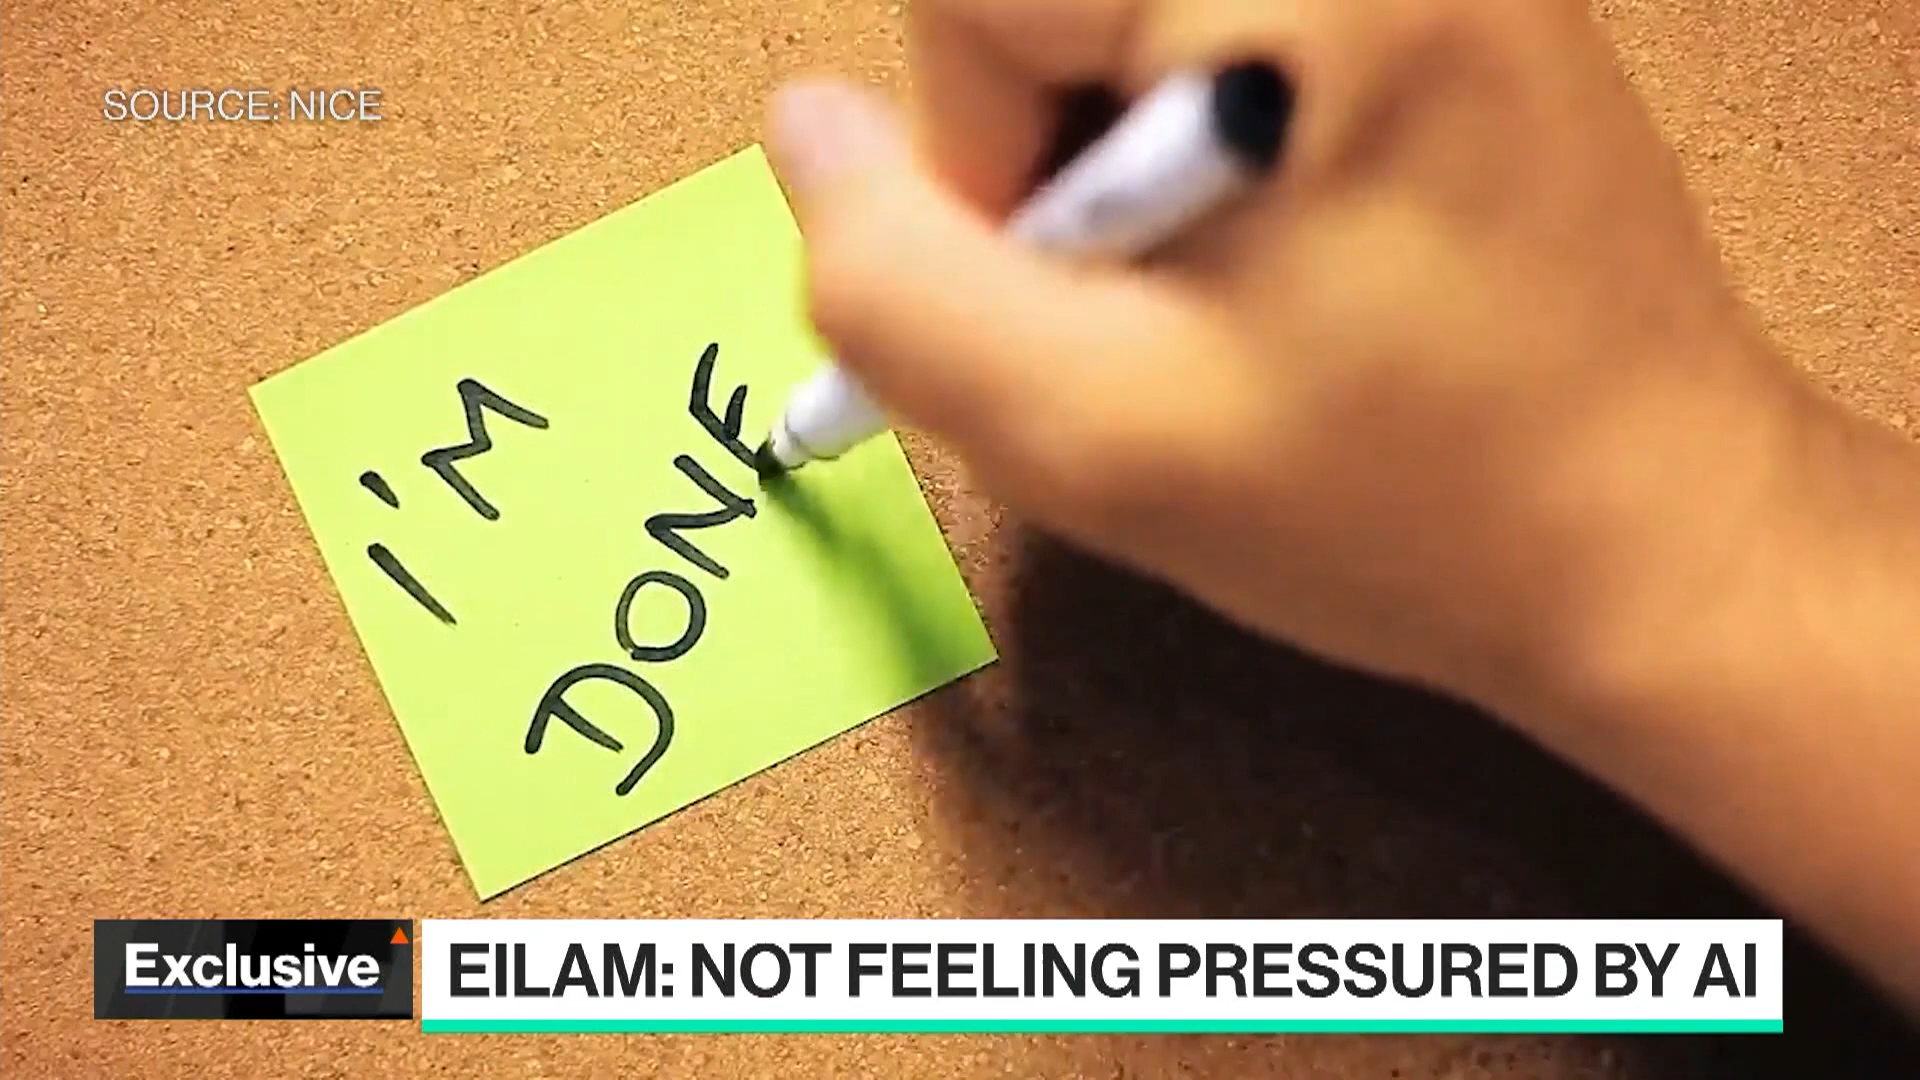 SOURCE: NICE
I'M
DONE
Exclusive
EILAM: NOT FEELING PRESSURED BY AI